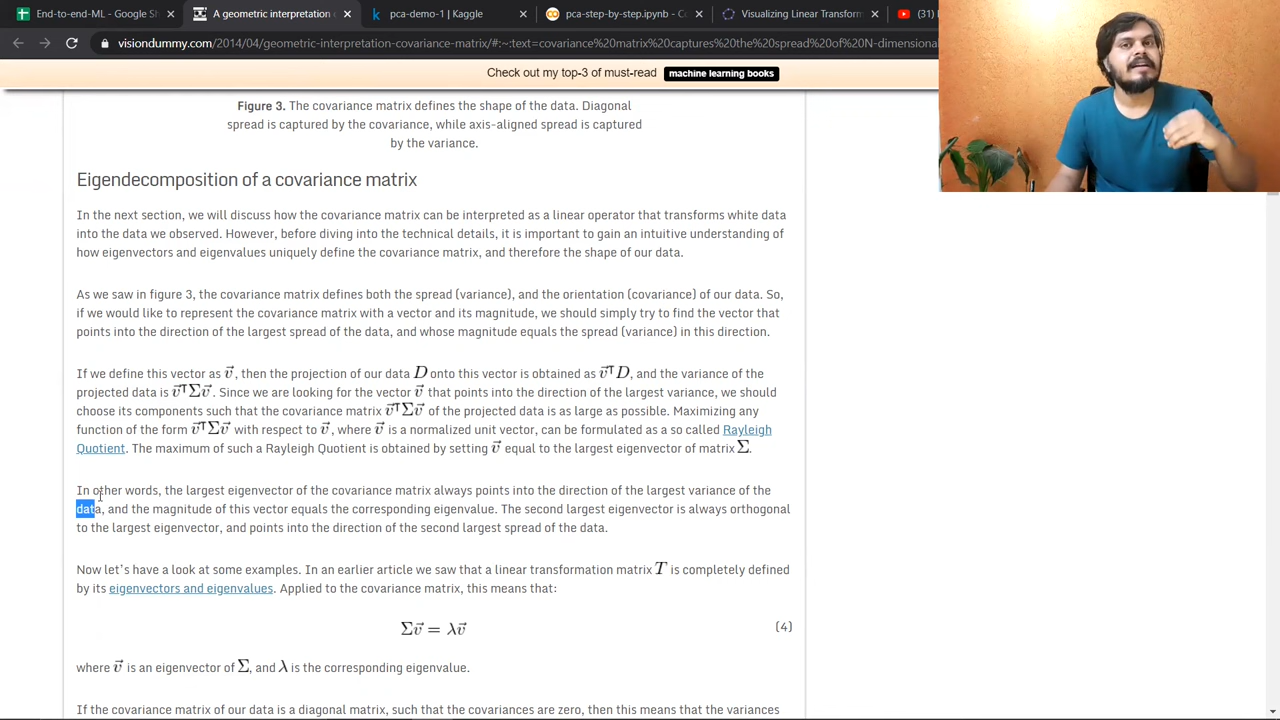 End-to-end-ML - Google Sh
A geometric interpretation c
pca-demo-1 | Kaggle
pca-step-by-step.ipynb - Co
Visualizing Linear Transform
(31)
visiondummy.com/2014/04/geometric-interpretation-covariance-matrix/#:~:text=covariance%20matrix%20captures%20the%20spread%20of%20N-dimensional
Check out my top-3 of must-read machine learning books
Figure 3. The covariance matrix defines the shape of the data. Diagonal
spread is captured by the covariance, while axis-aligned spread is captured
by the variance.
Eigendecomposition of a covariance matrix
In the next section, we will discuss how the covariance matrix can be interpreted as a linear operator that transforms white data
into the data we observed. However, before diving into the technical details, it is important to gain an intuitive understanding of
how eigenvectors and eigenvalues uniquely define the covariance matrix, and therefore the shape of our data.
As we saw in figure 3, the covariance matrix defines both the spread (variance), and the orientation (covariance) of our data. So,
if we would like to represent the covariance matrix with a vector and its magnitude, we should simply try to find the vector that
points into the direction of the largest spread of the data, and whose magnitude equals the spread (variance) in this direction.
If we define this vector as v⃗, then the projection of our data D onto this vector is obtained as v⃗ᵀD, and the variance of the
projected data is v⃗ᵀΣv⃗. Since we are looking for the vector v⃗ that points into the direction of the largest variance, we should
choose its components such that the covariance matrix v⃗ᵀΣv⃗ of the projected data is as large as possible. Maximizing any
function of the form v⃗ᵀΣv⃗ with respect to v⃗, where v⃗ is a normalized unit vector, can be formulated as a so called Rayleigh
Quotient. The maximum of such a Rayleigh Quotient is obtained by setting v⃗ equal to the largest eigenvector of matrix Σ.
In other words, the largest eigenvector of the covariance matrix always points into the direction of the largest variance of the
data, and the magnitude of this vector equals the corresponding eigenvalue. The second largest eigenvector is always orthogonal
to the largest eigenvector, and points into the direction of the second largest spread of the data.
Now let's have a look at some examples. In an earlier article we saw that a linear transformation matrix T is completely defined
by its eigenvectors and eigenvalues. Applied to the covariance matrix, this means that:
Σv⃗ = λv⃗ (4)
where v⃗ is an eigenvector of Σ, and λ is the corresponding eigenvalue.
If the covariance matrix of our data is a diagonal matrix, such that the covariances are zero, then this means that the variances